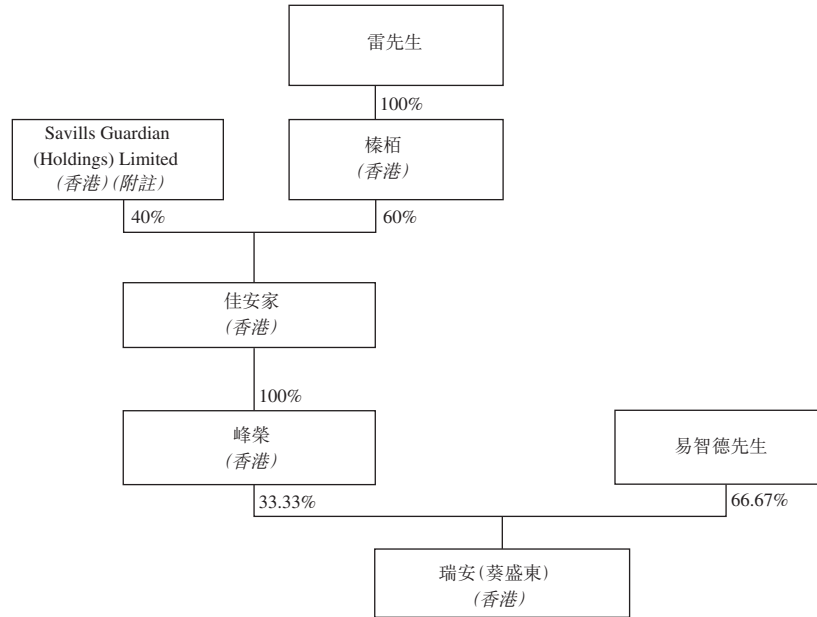 雷先生
100%
Savills Guardian
(Holdings) Limited
(香港)(附註)
榛栢
(香港)
40%
60%
佳安家
(香港)
100%
峰榮
(香港)
易智德先生
33.33%
66.67%
瑞安(葵盛東)
(香港)